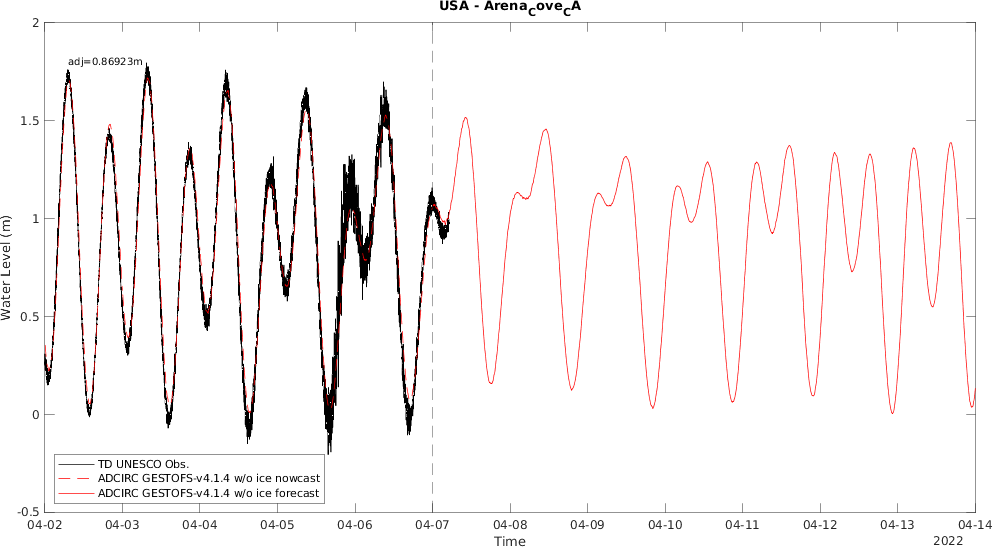 USA - ArenaCoveCA
adj=0.86923m
2
1.5
1
0.5
0
-0.5
Water Level (m)
TD UNESCO Obs.
ADCIRC GESTOFS-v4.1.4 w/o ice nowcast
ADCIRC GESTOFS-v4.1.4 w/o ice forecast
04-02 04-03 04-04 04-05 04-06 04-07 04-08 04-09 04-10 04-11 04-12 04-13 04-14
Time
2022